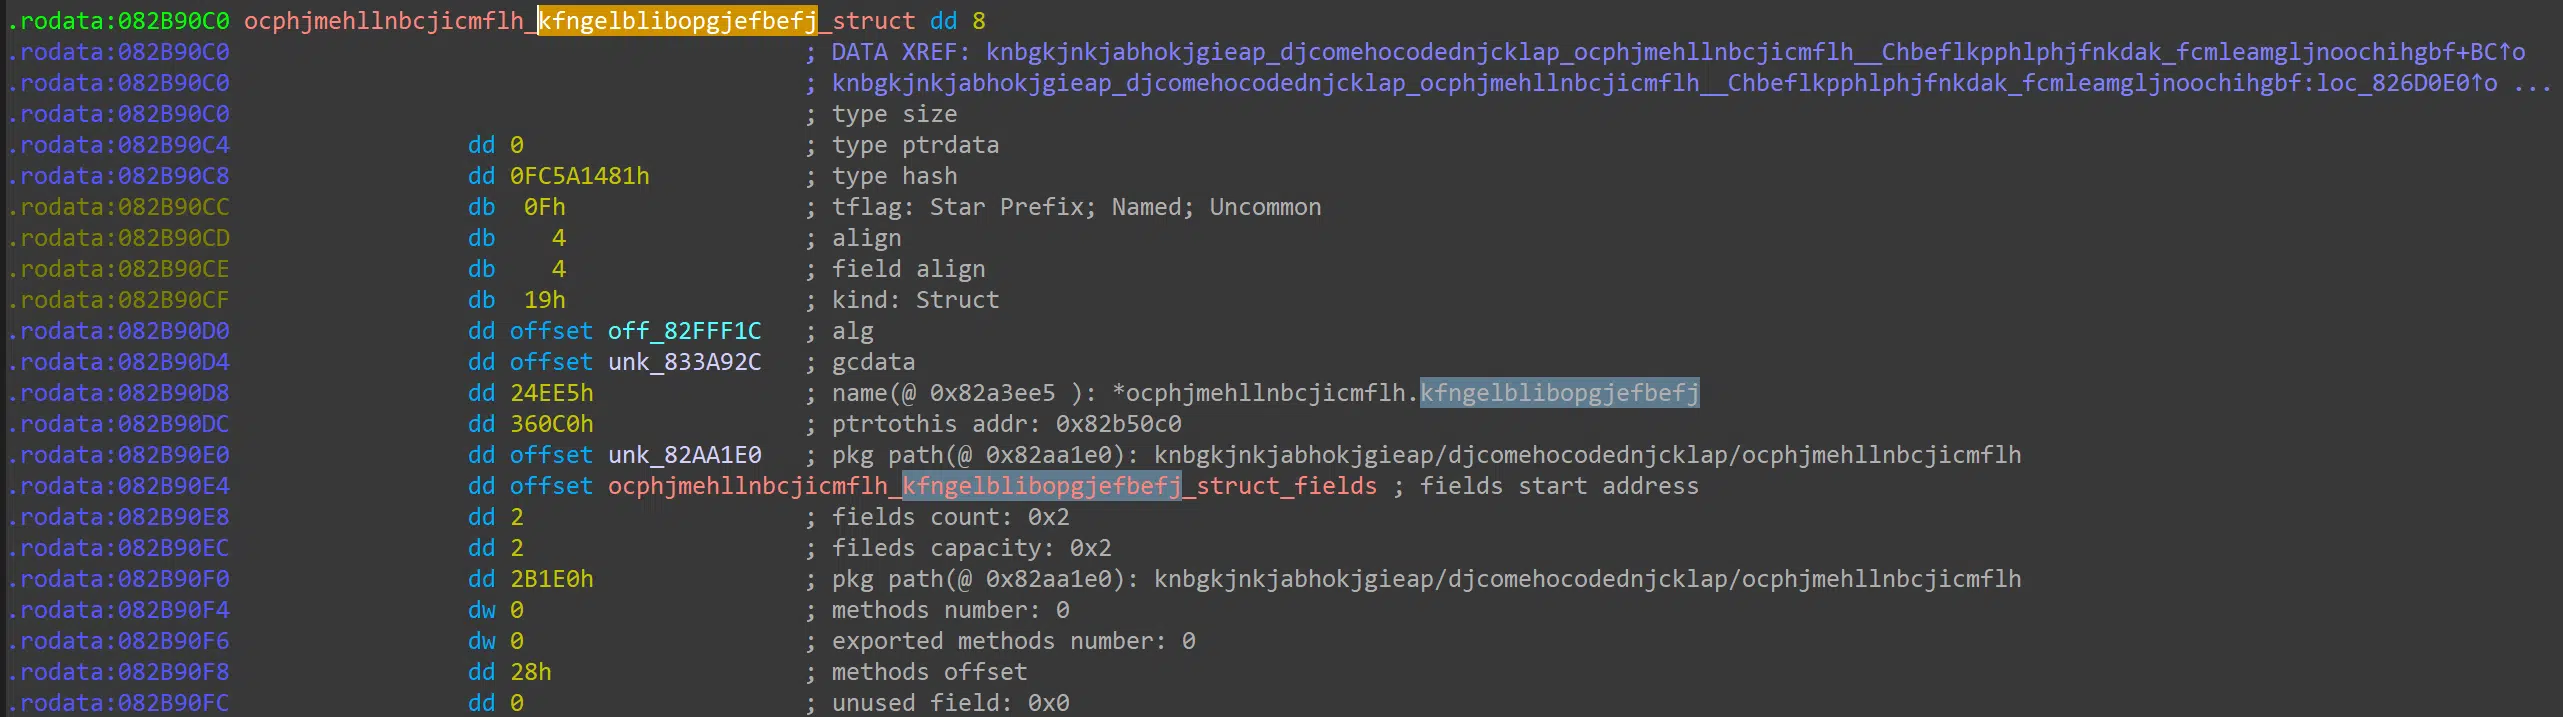 .rodata:082B90C0 ocphjmehllnbcjicmflh_kfngelblibopgjefbefj_struct dd 8
.rodata:082B90C0 ; DATA XREF: knbgkjnkjabhokjgieap_djcomehocodednjcklap_ocphjmehllnbcjicmflh__Chbeflkpphlphjfnkdak_fcmleamgljnoochihgbf+BC↑o
.rodata:082B90C0 ; knbgkjnkjabhokjgieap_djcomehocodednjcklap_ocphjmehllnbcjicmflh__Chbeflkpphlphjfnkdak_fcmleamgljnoochihgbf:loc_826D0E0↑o ...
.rodata:082B90C0 ; type size
.rodata:082B90C4 dd 0 ; type ptrdata
.rodata:082B90C8 dd 0FC5A1481h ; type hash
.rodata:082B90CC db 0Fh ; tflag: Star Prefix; Named; Uncommon
.rodata:082B90CD db 4 ; align
.rodata:082B90CE db 4 ; field align
.rodata:082B90CF db 19h ; kind: Struct
.rodata:082B90D0 dd offset off_82FFF1C ; alg
.rodata:082B90D4 dd offset unk_833A92C ; gcdata
.rodata:082B90D8 dd 24EE5h ; name(@ 0x82a3ee5 ): *ocphjmehllnbcjicmflh.kfngelblibopgjefbefj
.rodata:082B90DC dd 360C0h ; ptrtothis addr: 0x82b50c0
.rodata:082B90E0 dd offset unk_82AA1E0 ; pkg path(@ 0x82aa1e0): knbgkjnkjabhokjgieap/djcomehocodednjcklap/ocphjmehllnbcjicmflh
.rodata:082B90E4 dd offset ocphjmehllnbcjicmflh_kfngelblibopgjefbefj_struct_fields ; fields start address
.rodata:082B90E8 dd 2 ; fields count: 0x2
.rodata:082B90EC dd 2 ; fileds capacity: 0x2
.rodata:082B90F0 dd 2B1E0h ; pkg path(@ 0x82aa1e0): knbgkjnkjabhokjgieap/djcomehocodednjcklap/ocphjmehllnbcjicmflh
.rodata:082B90F4 dw 0 ; methods number: 0
.rodata:082B90F6 dw 0 ; exported methods number: 0
.rodata:082B90F8 dd 28h ; methods offset
.rodata:082B90FC dd 0 ; unused field: 0x0